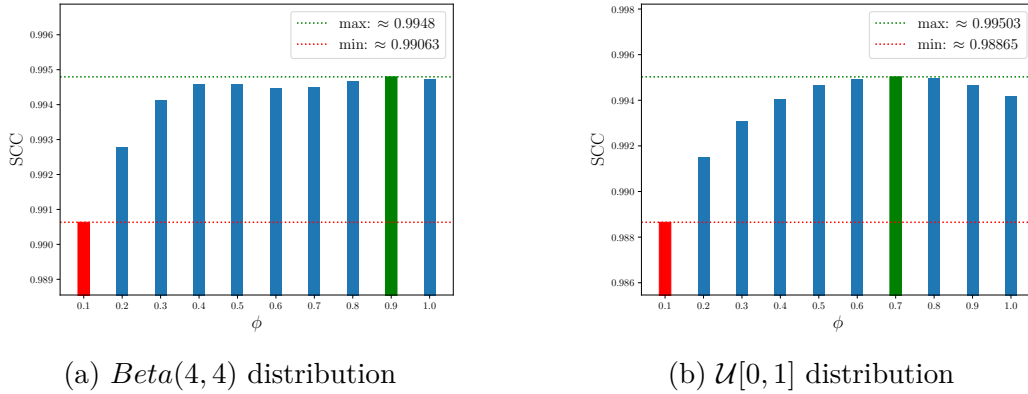 max: ≈ 0.9948
min: ≈ 0.99063
SCC
0.996
0.995
0.994
0.993
0.992
0.991
0.990
0.989
0.1 0.2 0.3 0.4 0.5 0.6 0.7 0.8 0.9 1.0
ϕ
(a) Beta(4, 4) distribution
max: ≈ 0.99503
min: ≈ 0.98865
SCC
0.998
0.996
0.994
0.992
0.990
0.988
0.986
0.1 0.2 0.3 0.4 0.5 0.6 0.7 0.8 0.9 1.0
ϕ
(b) 𝒰[0, 1] distribution